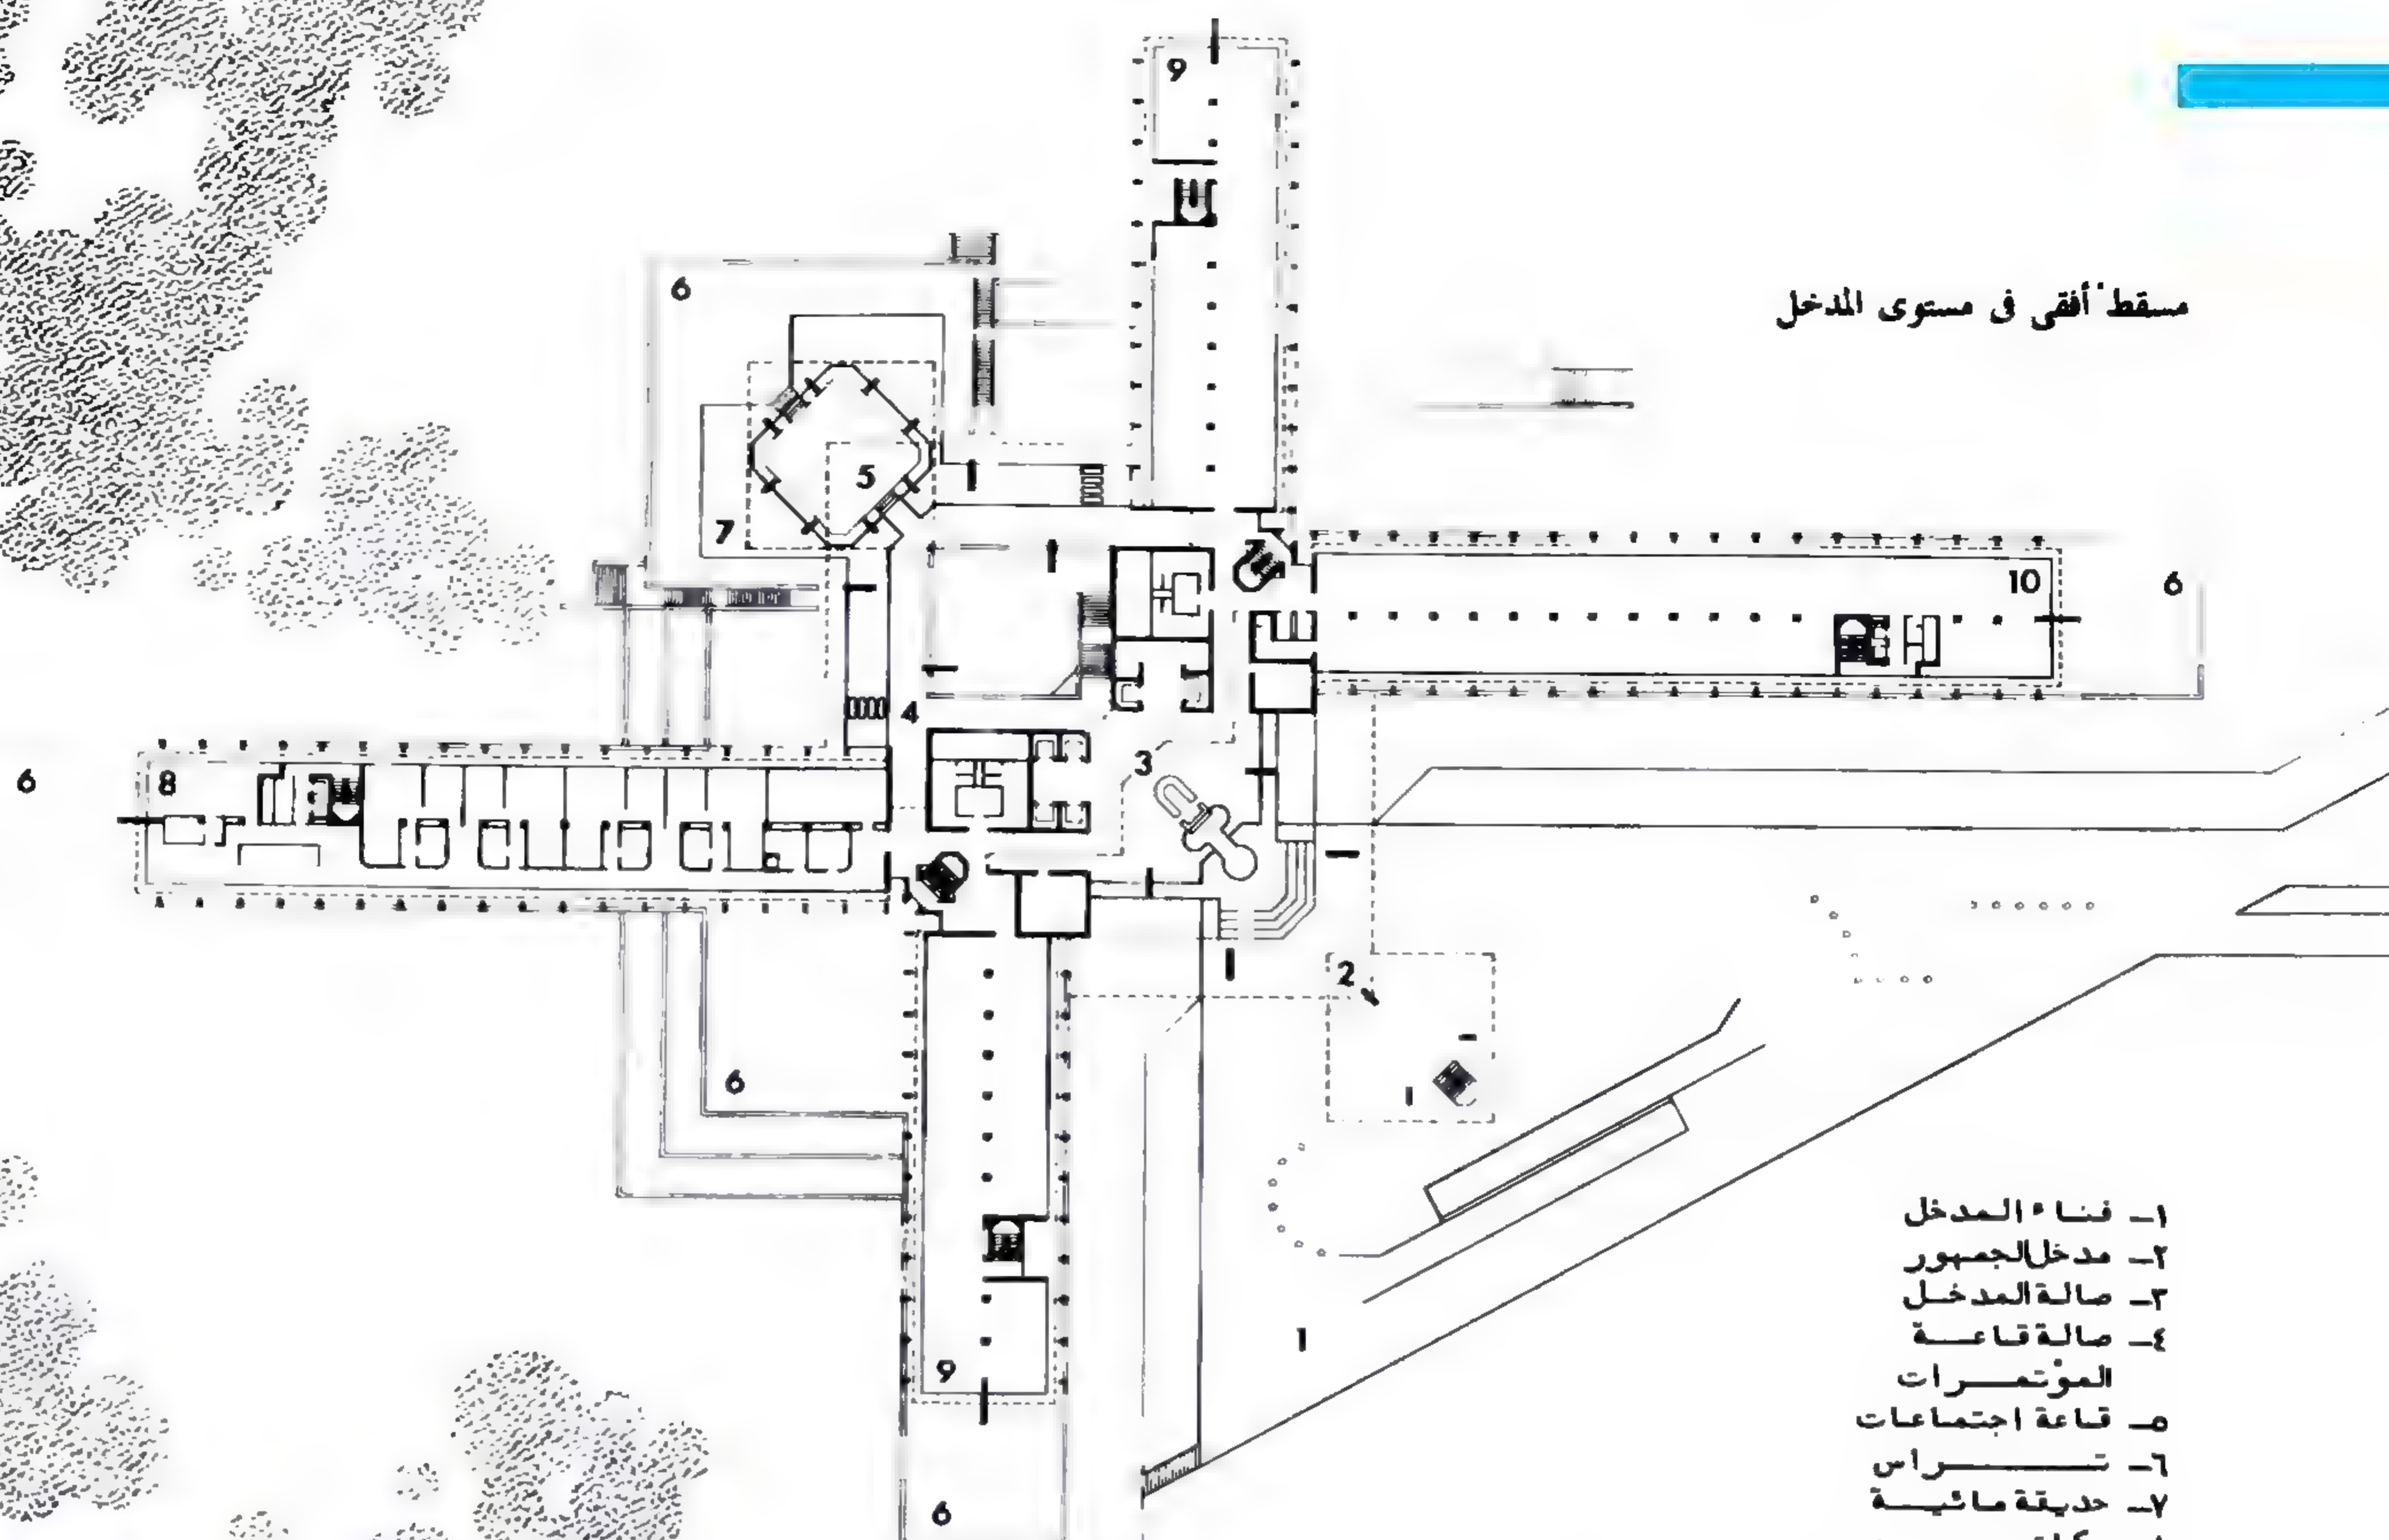 9
مسقط أفقى فى مستوى المدخل
6
5
7
10
6
4
3
6
8
2
6
1
9
6
١ـ فناء المدخل
٢ـ مدخل الجمهور
٣ـ صالة المدخل
٤ـ صالة قاعة
المؤتمرات
٥ـ قاعة اجتماعات
٦ـ تراس
٧ـ حديقة مائية